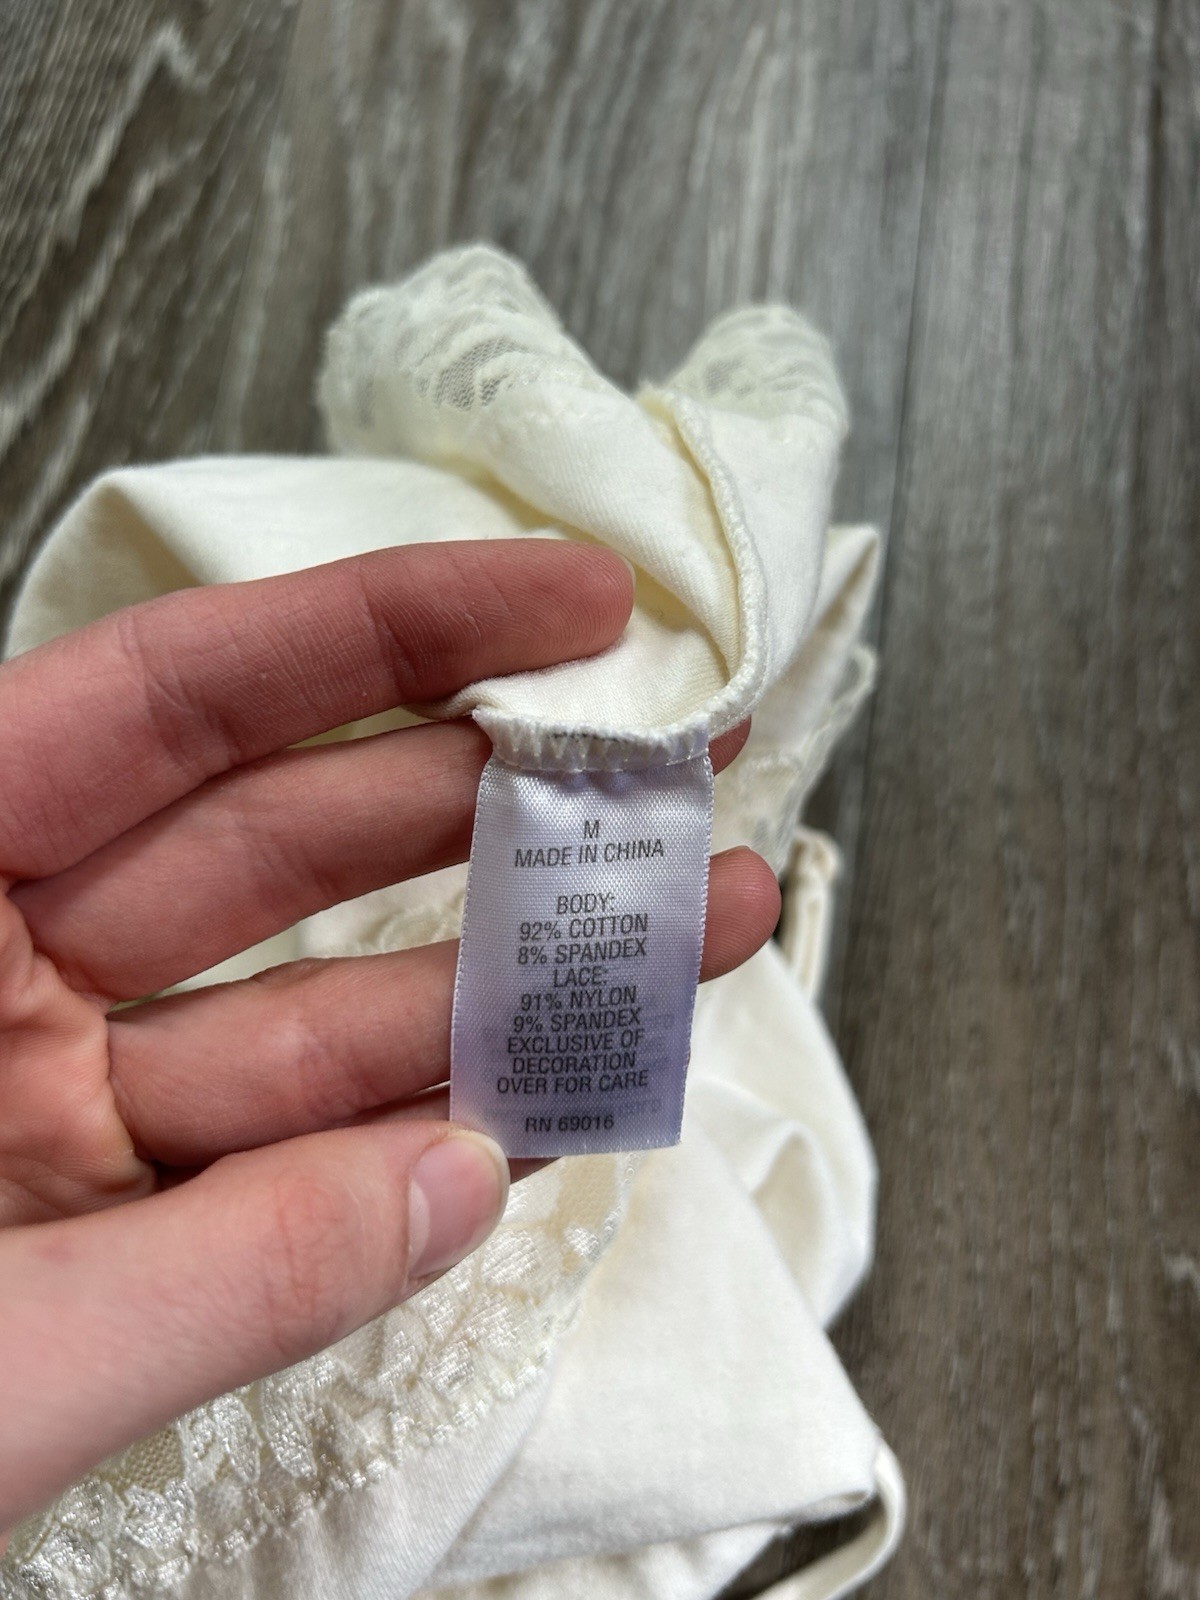 M
MADE IN CHINA
BODY:
92% COTTON
8% SPANDEX
LACE:
91% NYLON
9% SPANDEX
EXCLUSIVE OF
DECORATION
OVER FOR CARE
RN 69016